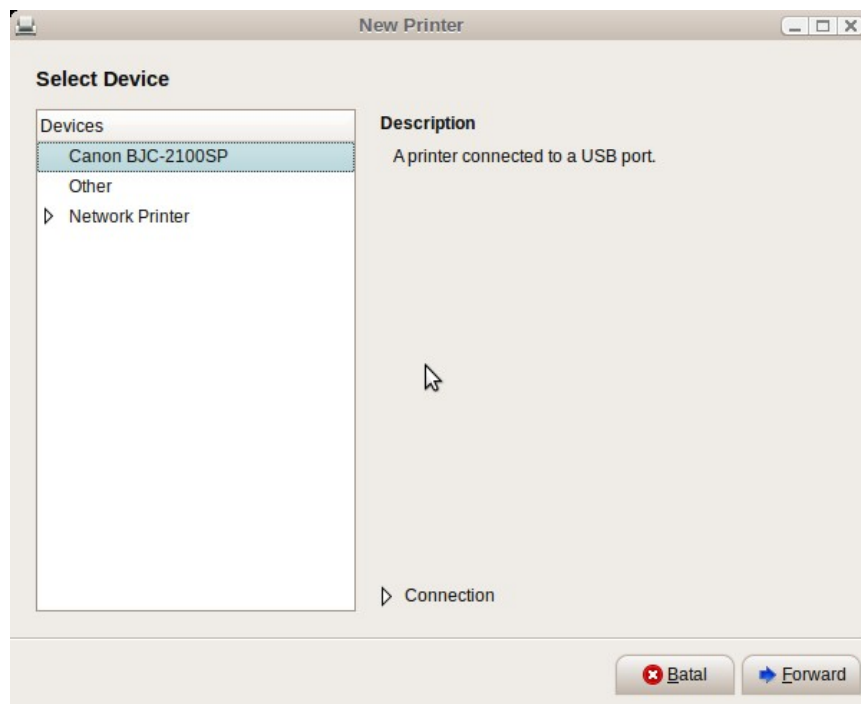 New Printer
Select Device
Devices
Canon BJC-2100SP
Other
Network Printer
Description
A printer connected to a USB port.
Connection
Batal
Forward